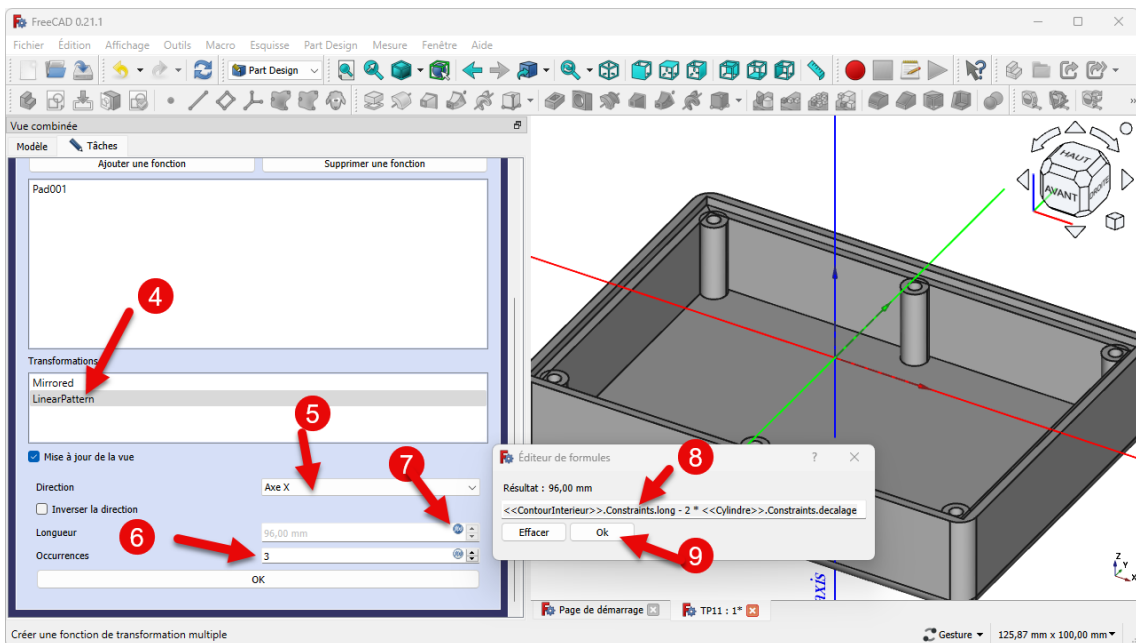 FreeCAD 0.21.1
Fichier Édition Affichage Outils Macro Esquisse Part Design Mesure Fenêtre Aide
Part Design
Vue combinée
Modèle Tâches
Ajouter une fonction Supprimer une fonction
Pad001
4
Transformations
Mirrored
LinearPattern
5
Mise à jour de la vue
7
Direction Axe X
Inverser la direction
Longueur 96,00 mm
6
Occurrences 3
OK
Éditeur de formules ? ×
8
Résultat : 96,00 mm
<<ContourInterieur>>.Constraints.long - 2 * <<Cylindre>>.Constraints.decalage
Effacer Ok
9
HAUT
AVANT
DROITE
axis
Z
Y
X
Page de démarrage TP11 : 1*
Créer une fonction de transformation multiple
Gesture 125,87 mm x 100,00 mm